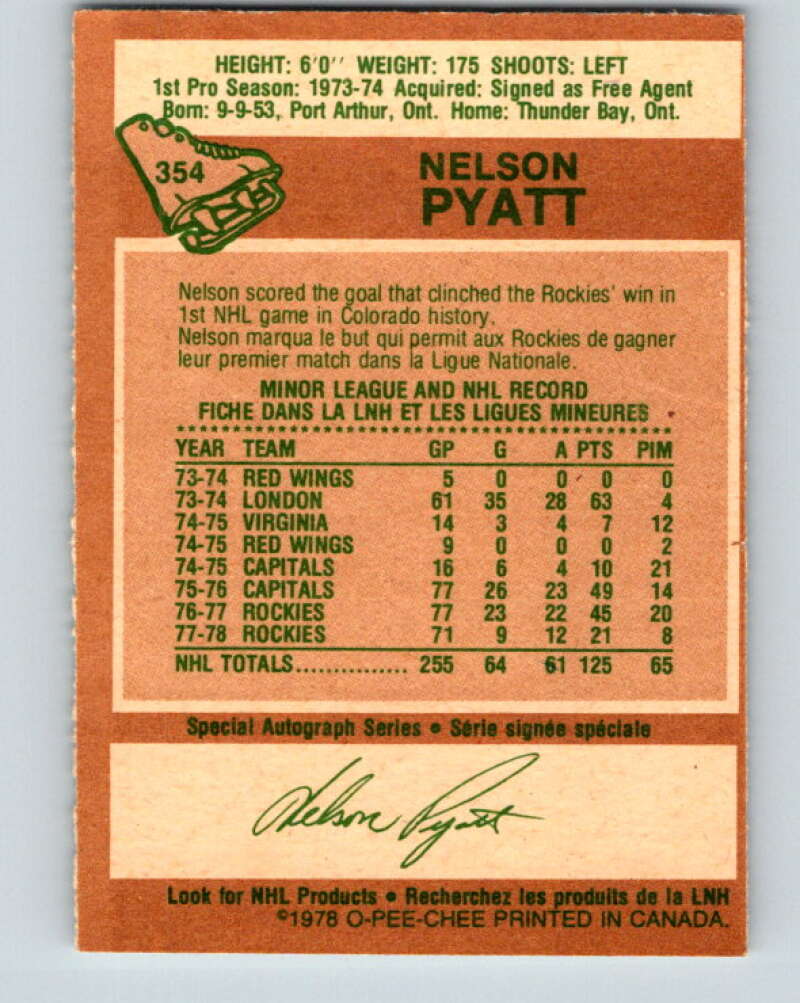 HEIGHT: 6'0'' WEIGHT: 175 SHOOTS: LEFT
1st Pro Season: 1973-74 Acquired: Signed as Free Agent
Born: 9-9-53, Port Arthur, Ont. Home: Thunder Bay, Ont.
354
NELSON
PYATT
Nelson scored the goal that clinched the Rockies' win in
1st NHL game in Colorado history.
Nelson marqua le but qui permit aux Rockies de gagner
leur premier match dans la Ligue Nationale.
MINOR LEAGUE AND NHL RECORD
FICHE DANS LA LNH ET LES LIGUES MINEURES
YEAR TEAM GP G A PTS PIM
73-74 RED WINGS 5 0 0 0 0
73-74 LONDON 61 35 28 63 4
74-75 VIRGINIA 14 3 4 7 12
74-75 RED WINGS 9 0 0 0 2
74-75 CAPITALS 16 6 4 10 21
75-76 CAPITALS 77 26 23 49 14
76-77 ROCKIES 77 23 22 45 20
77-78 ROCKIES 71 9 12 21 8
NHL TOTALS............... 255 64 61 125 65
Special Autograph Series • Série signée spéciale
Nelson Pyatt
Look for NHL Products • Recherchez les produits de la LNH
©1978 O-PEE-CHEE PRINTED IN CANADA.